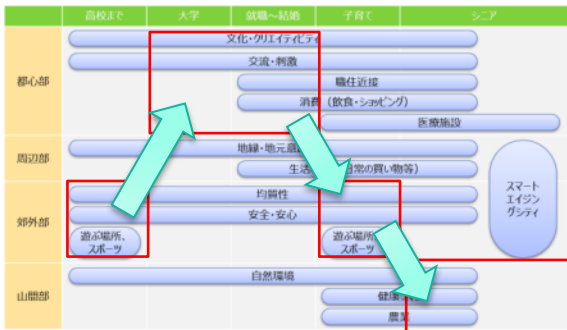 高校まで
大学
就職～結婚
子育て
シニア
都心部
文化・クリエイティビティ
交流・刺激
職住近接
消費（飲食・ショッピング）
医療施設
周辺部
地縁・地元意
生活
日常の買い物等）
郊外部
均質性
安全・安心
遊ぶ場所、
スポーツ
遊ぶ場所、
スポーツ
スマート
エイジン
グシティ
山間部
自然環境
健康
農業